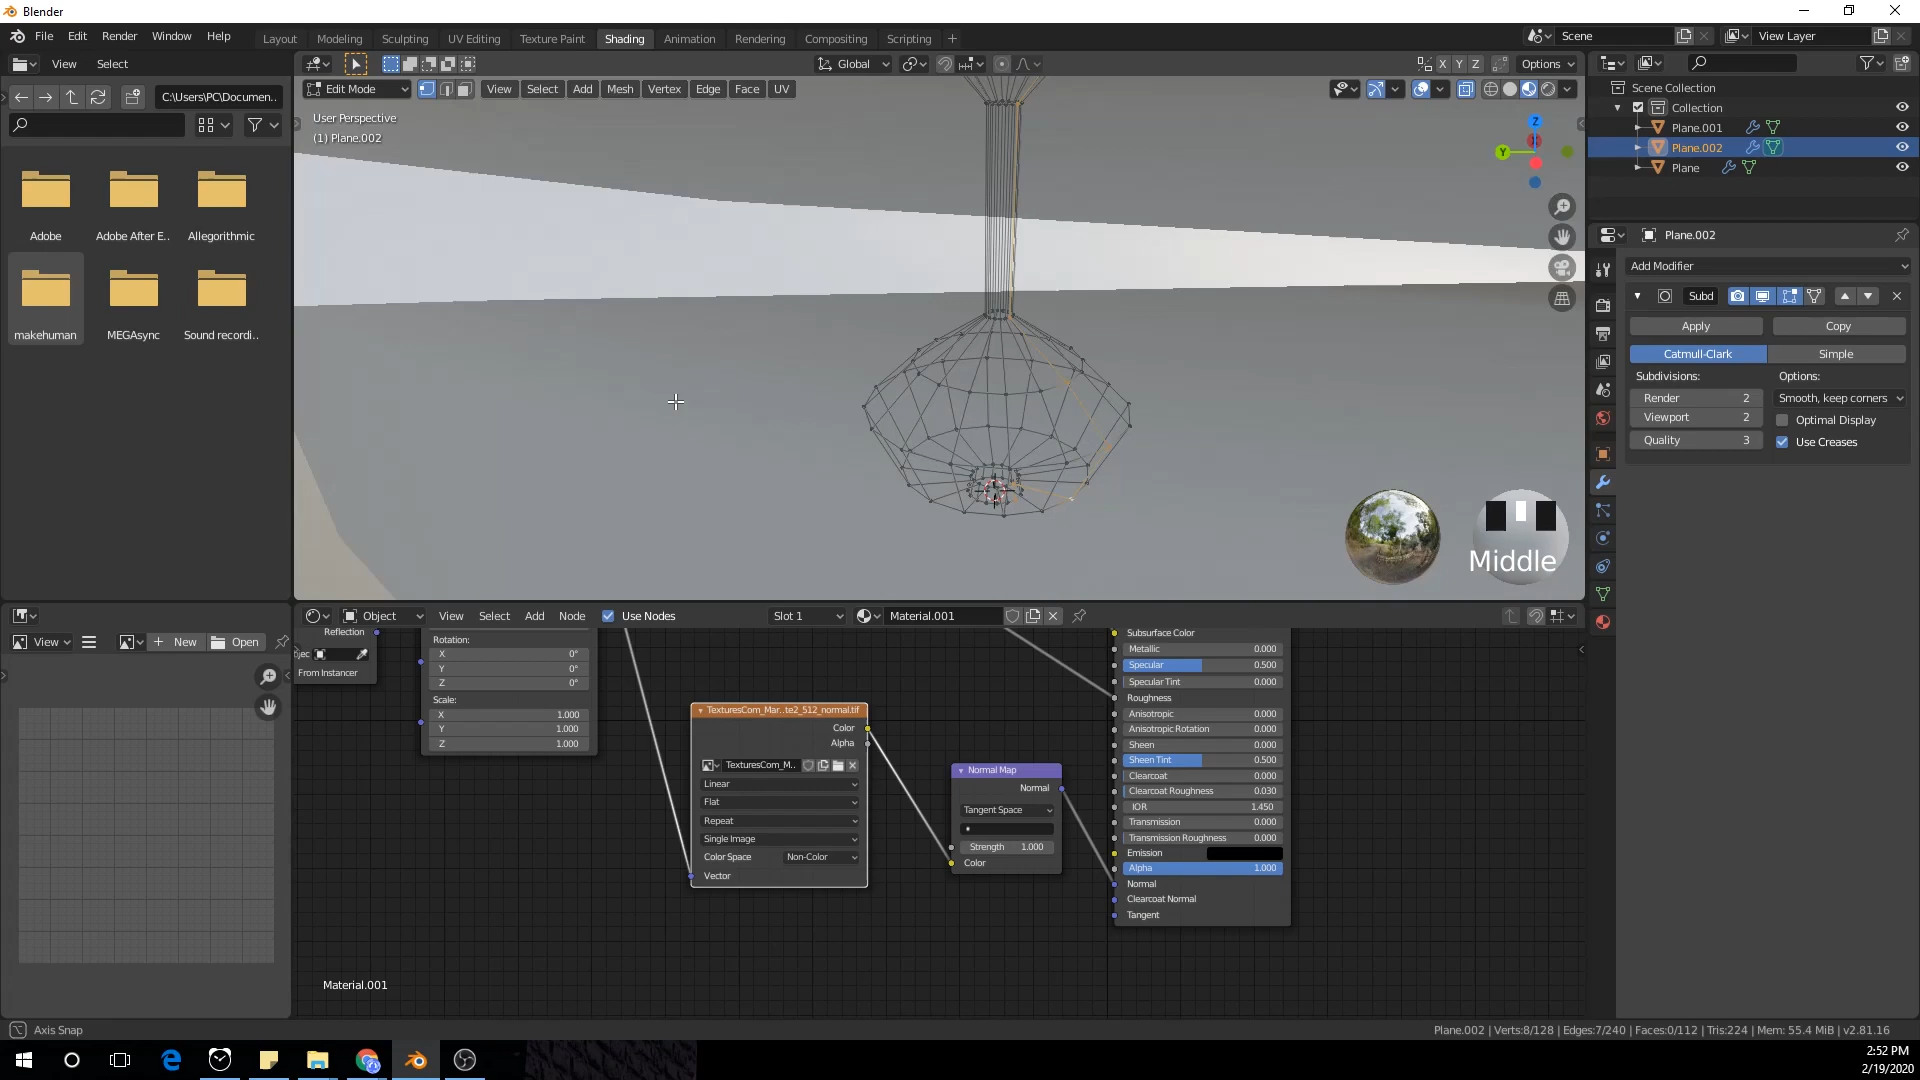 Blender
File Edit Render Window Help
Layout Modeling Sculpting UV Editing Texture Paint Shading Animation Rendering Compositing Scripting +
Scene
View Layer
View Select
Global
X Y Z
Options
C:\Users\PC\Documen..
Edit Mode
View Select Add Mesh Vertex Edge Face UV
User Perspective
(1) Plane.002
Z
Y
X
Adobe
Adobe After E..
Allegorithmic
makehuman
MEGAsync
Sound recordi..
Scene Collection
Collection
Plane.001
Plane.002
Plane
Plane.002
Add Modifier
Subd
Apply
Copy
Catmull-Clark
Simple
Subdivisions:
Options:
Render 2
Smooth, keep corners
Viewport 2
Optimal Display
Quality 3
Use Creases
Middle
Object
View Select Add Node
Use Nodes
Slot 1
Material.001
View
New
Open
Reflection
ojec
From Instancer
Rotation:
X 0°
Y 0°
Z 0°
Scale:
X 1.000
Y 1.000
Z 1.000
TexturesCom_Mar..te2_512_normal.tif
Color
Alpha
TexturesCom_M..
Linear
Flat
Repeat
Single Image
Color Space Non-Color
Vector
Normal Map
Normal
Tangent Space
Strength 1.000
Color
Subsurface Color
Metallic 0.000
Specular 0.500
Specular Tint 0.000
Roughness
Anisotropic 0.000
Anisotropic Rotation 0.000
Sheen 0.000
Sheen Tint 0.500
Clearcoat 0.000
Clearcoat Roughness 0.030
IOR 1.450
Transmission 0.000
Transmission Roughness 0.000
Emission
Alpha 1.000
Normal
Clearcoat Normal
Tangent
Material.001
Axis Snap
Plane.002 | Verts:8/128 | Edges:7/240 | Faces:0/112 | Tris:224 | Mem: 55.4 MiB | v2.81.16
2:52 PM
2/19/2020